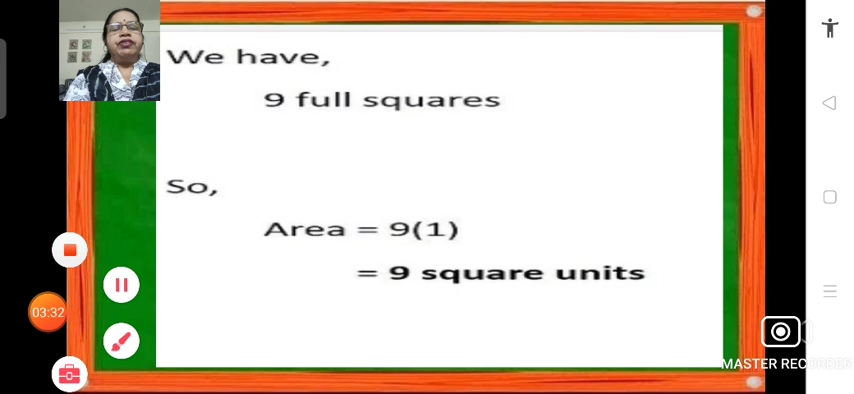 We have,
9 full squares
So,
Area = 9(1)
= 9 square units
03:32
MASTER RECORDER